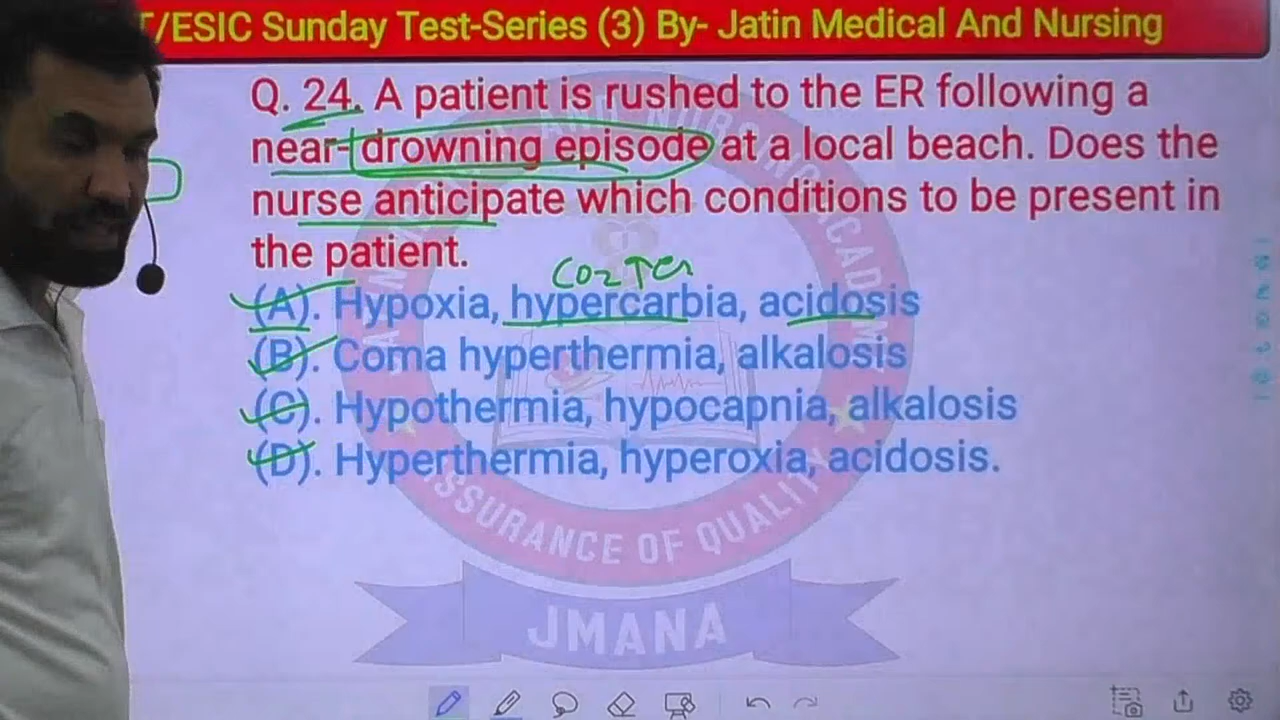 T/ESIC Sunday Test-Series (3) By- Jatin Medical And Nursing
Q. 24. A patient is rushed to the ER following a
near-drowning episode at a local beach. Does the
nurse anticipate which conditions to be present in
the patient.
CO2↑
(A). Hypoxia, hypercarbia, acidosis
(B). Coma hyperthermia, alkalosis
(C). Hypothermia, hypocapnia, alkalosis
(D). Hyperthermia, hyperoxia, acidosis.
ASSURANCE OF QUALITY
JMANA